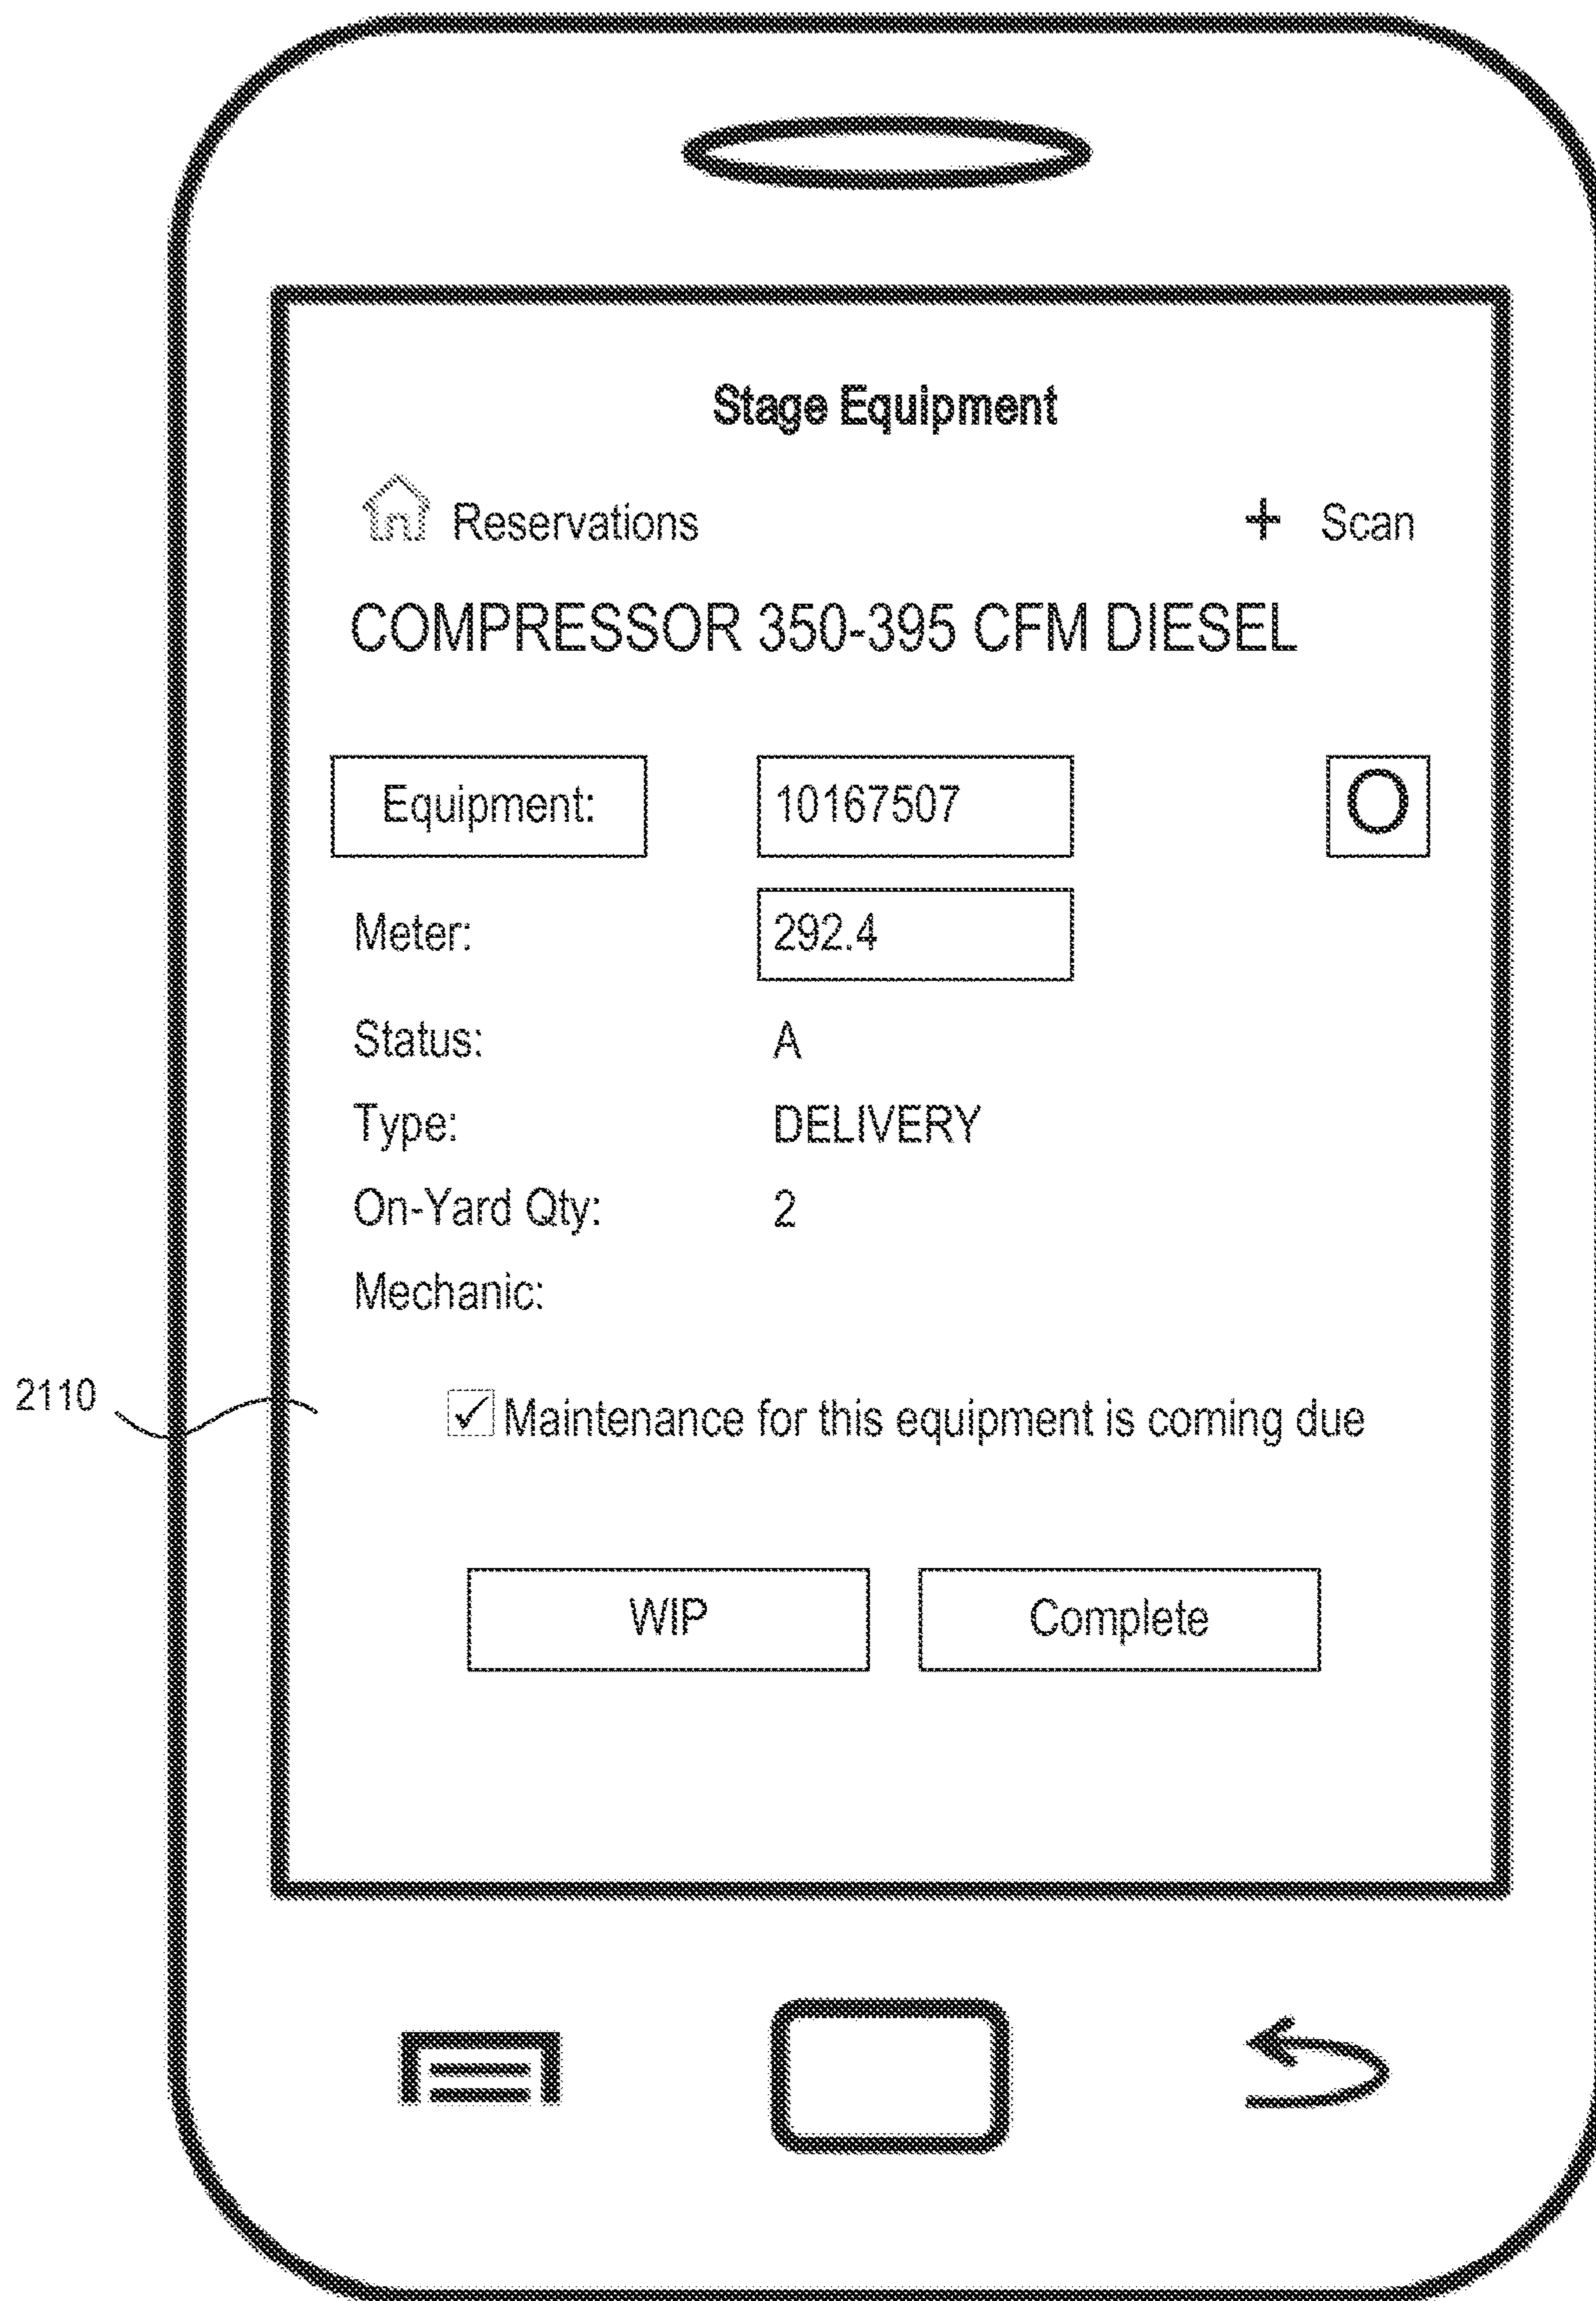 Stage Equipment
Reservations + Scan
COMPRESSOR 350-395 CFM DIESEL
Equipment: 10167507 O
Meter: 292.4
Status: A
Type: DELIVERY
On-Yard Qty: 2
Mechanic:
2110
Maintenance for this equipment is coming due
WIP Complete